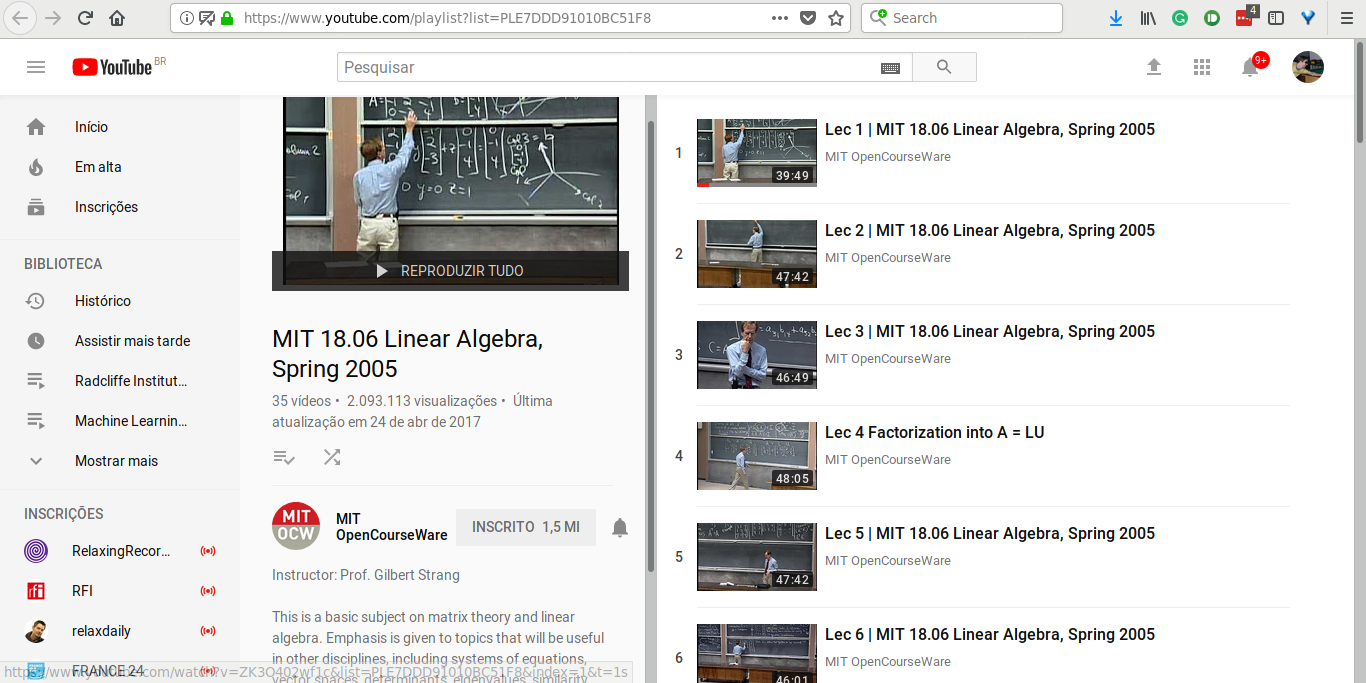 https://www.youtube.com/playlist?list=PLE7DDD91010BC51F8
Search
4
YouTube BR
Pesquisar
9+
Início
Em alta
Inscrições
BIBLIOTECA
Histórico
Assistir mais tarde
Radcliffe Institut...
Machine Learnin...
Mostrar mais
INSCRIÇÕES
RelaxingRecor...
RFI
relaxdaily
FRANCE 24
https://www.youtube.com/watch?v=ZK3O402wf1c&list=PLE7DDD91010BC51F8&index=1&t=1s
REPRODUZIR TUDO
MIT 18.06 Linear Algebra,
Spring 2005
35 vídeos • 2.093.113 visualizações • Última
atualização em 24 de abr de 2017
MIT
OCW
MIT
OpenCourseWare
INSCRITO 1,5 MI
Instructor: Prof. Gilbert Strang
This is a basic subject on matrix theory and linear
algebra. Emphasis is given to topics that will be useful
in other disciplines, including systems of equations,
vector spaces, determinants, eigenvalues, similarity,
1
Lec 1 | MIT 18.06 Linear Algebra, Spring 2005
MIT OpenCourseWare
39:49
2
Lec 2 | MIT 18.06 Linear Algebra, Spring 2005
MIT OpenCourseWare
47:42
3
Lec 3 | MIT 18.06 Linear Algebra, Spring 2005
MIT OpenCourseWare
46:49
4
Lec 4 Factorization into A = LU
MIT OpenCourseWare
48:05
5
Lec 5 | MIT 18.06 Linear Algebra, Spring 2005
MIT OpenCourseWare
47:42
6
Lec 6 | MIT 18.06 Linear Algebra, Spring 2005
MIT OpenCourseWare
46:01